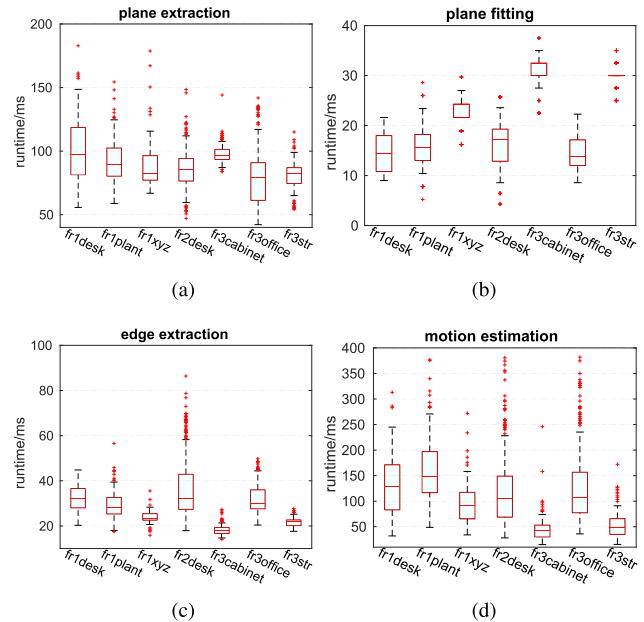 plane extraction
200
150
100
50
runtime/ms
fr1desk
fr1plant
fr1xyz
fr2desk
fr3cabinet
fr3office
fr3str
(a)
plane fitting
40
30
20
10
0
runtime/ms
fr1desk
fr1plant
fr1xyz
fr2desk
fr3cabinet
fr3office
fr3str
(b)
edge extraction
100
80
60
40
20
runtime/ms
fr1desk
fr1plant
fr1xyz
fr2desk
fr3cabinet
fr3office
fr3str
(c)
motion estimation
400
350
300
250
200
150
100
50
runtime/ms
fr1desk
fr1plant
fr1xyz
fr2desk
fr3cabinet
fr3office
fr3str
(d)